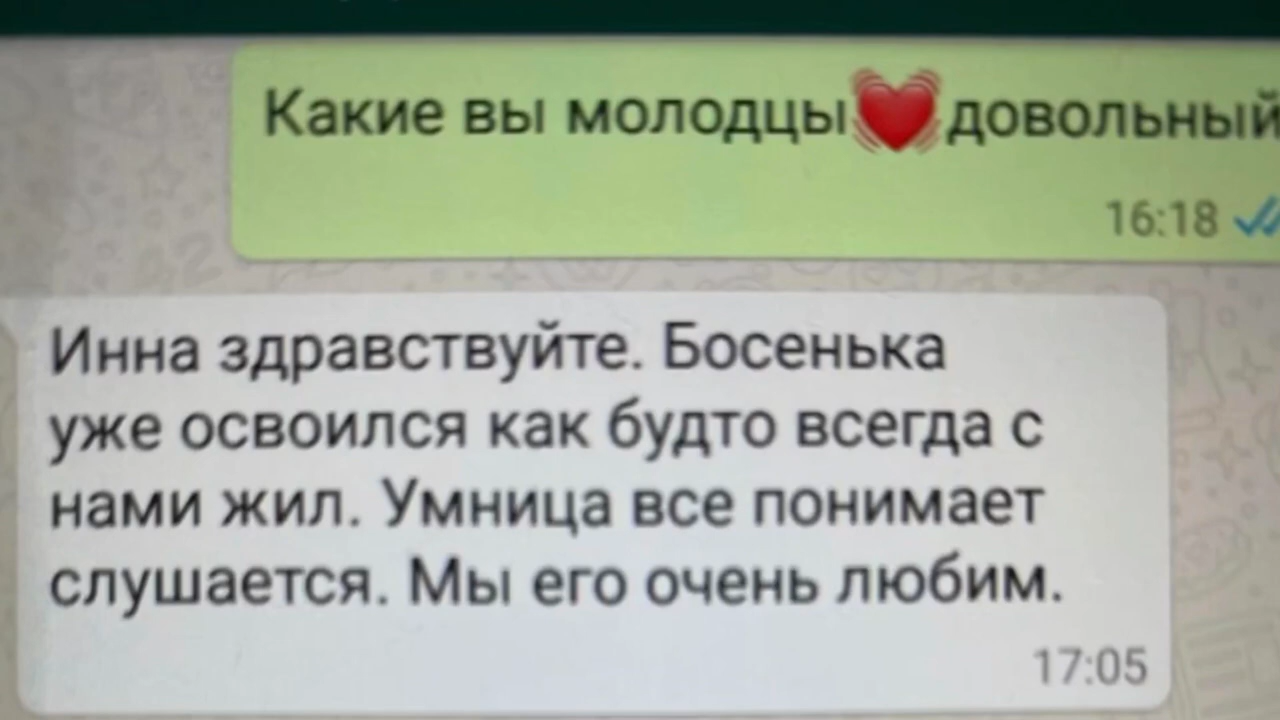 Какие вы молодцы💓довольный
16:18
Инна здравствуйте. Босенька
уже освоился как будто всегда с
нами жил. Умница все понимает
слушается. Мы его очень любим.
17:05